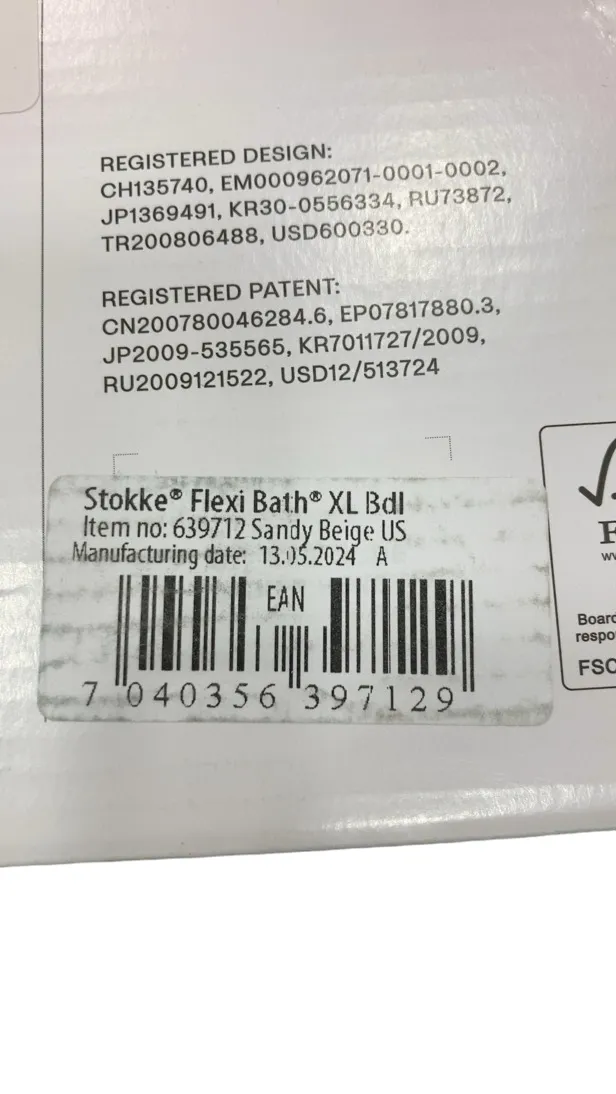 REGISTERED DESIGN:
CH135740, EM000962071-0001-0002,
JP1369491, KR30-0556334, RU73872,
TR200806488, USD600330.
REGISTERED PATENT:
CN200780046284.6, EP07817880.3,
JP2009-535565, KR7011727/2009,
RU2009121522, USD12/513724
Stokke® Flexi Bath® XL Bdl
Item no: 639712 Sandy Beige US
Manufacturing date: 13.05.2024 A
EAN
7 040356 397129
Board
FSC